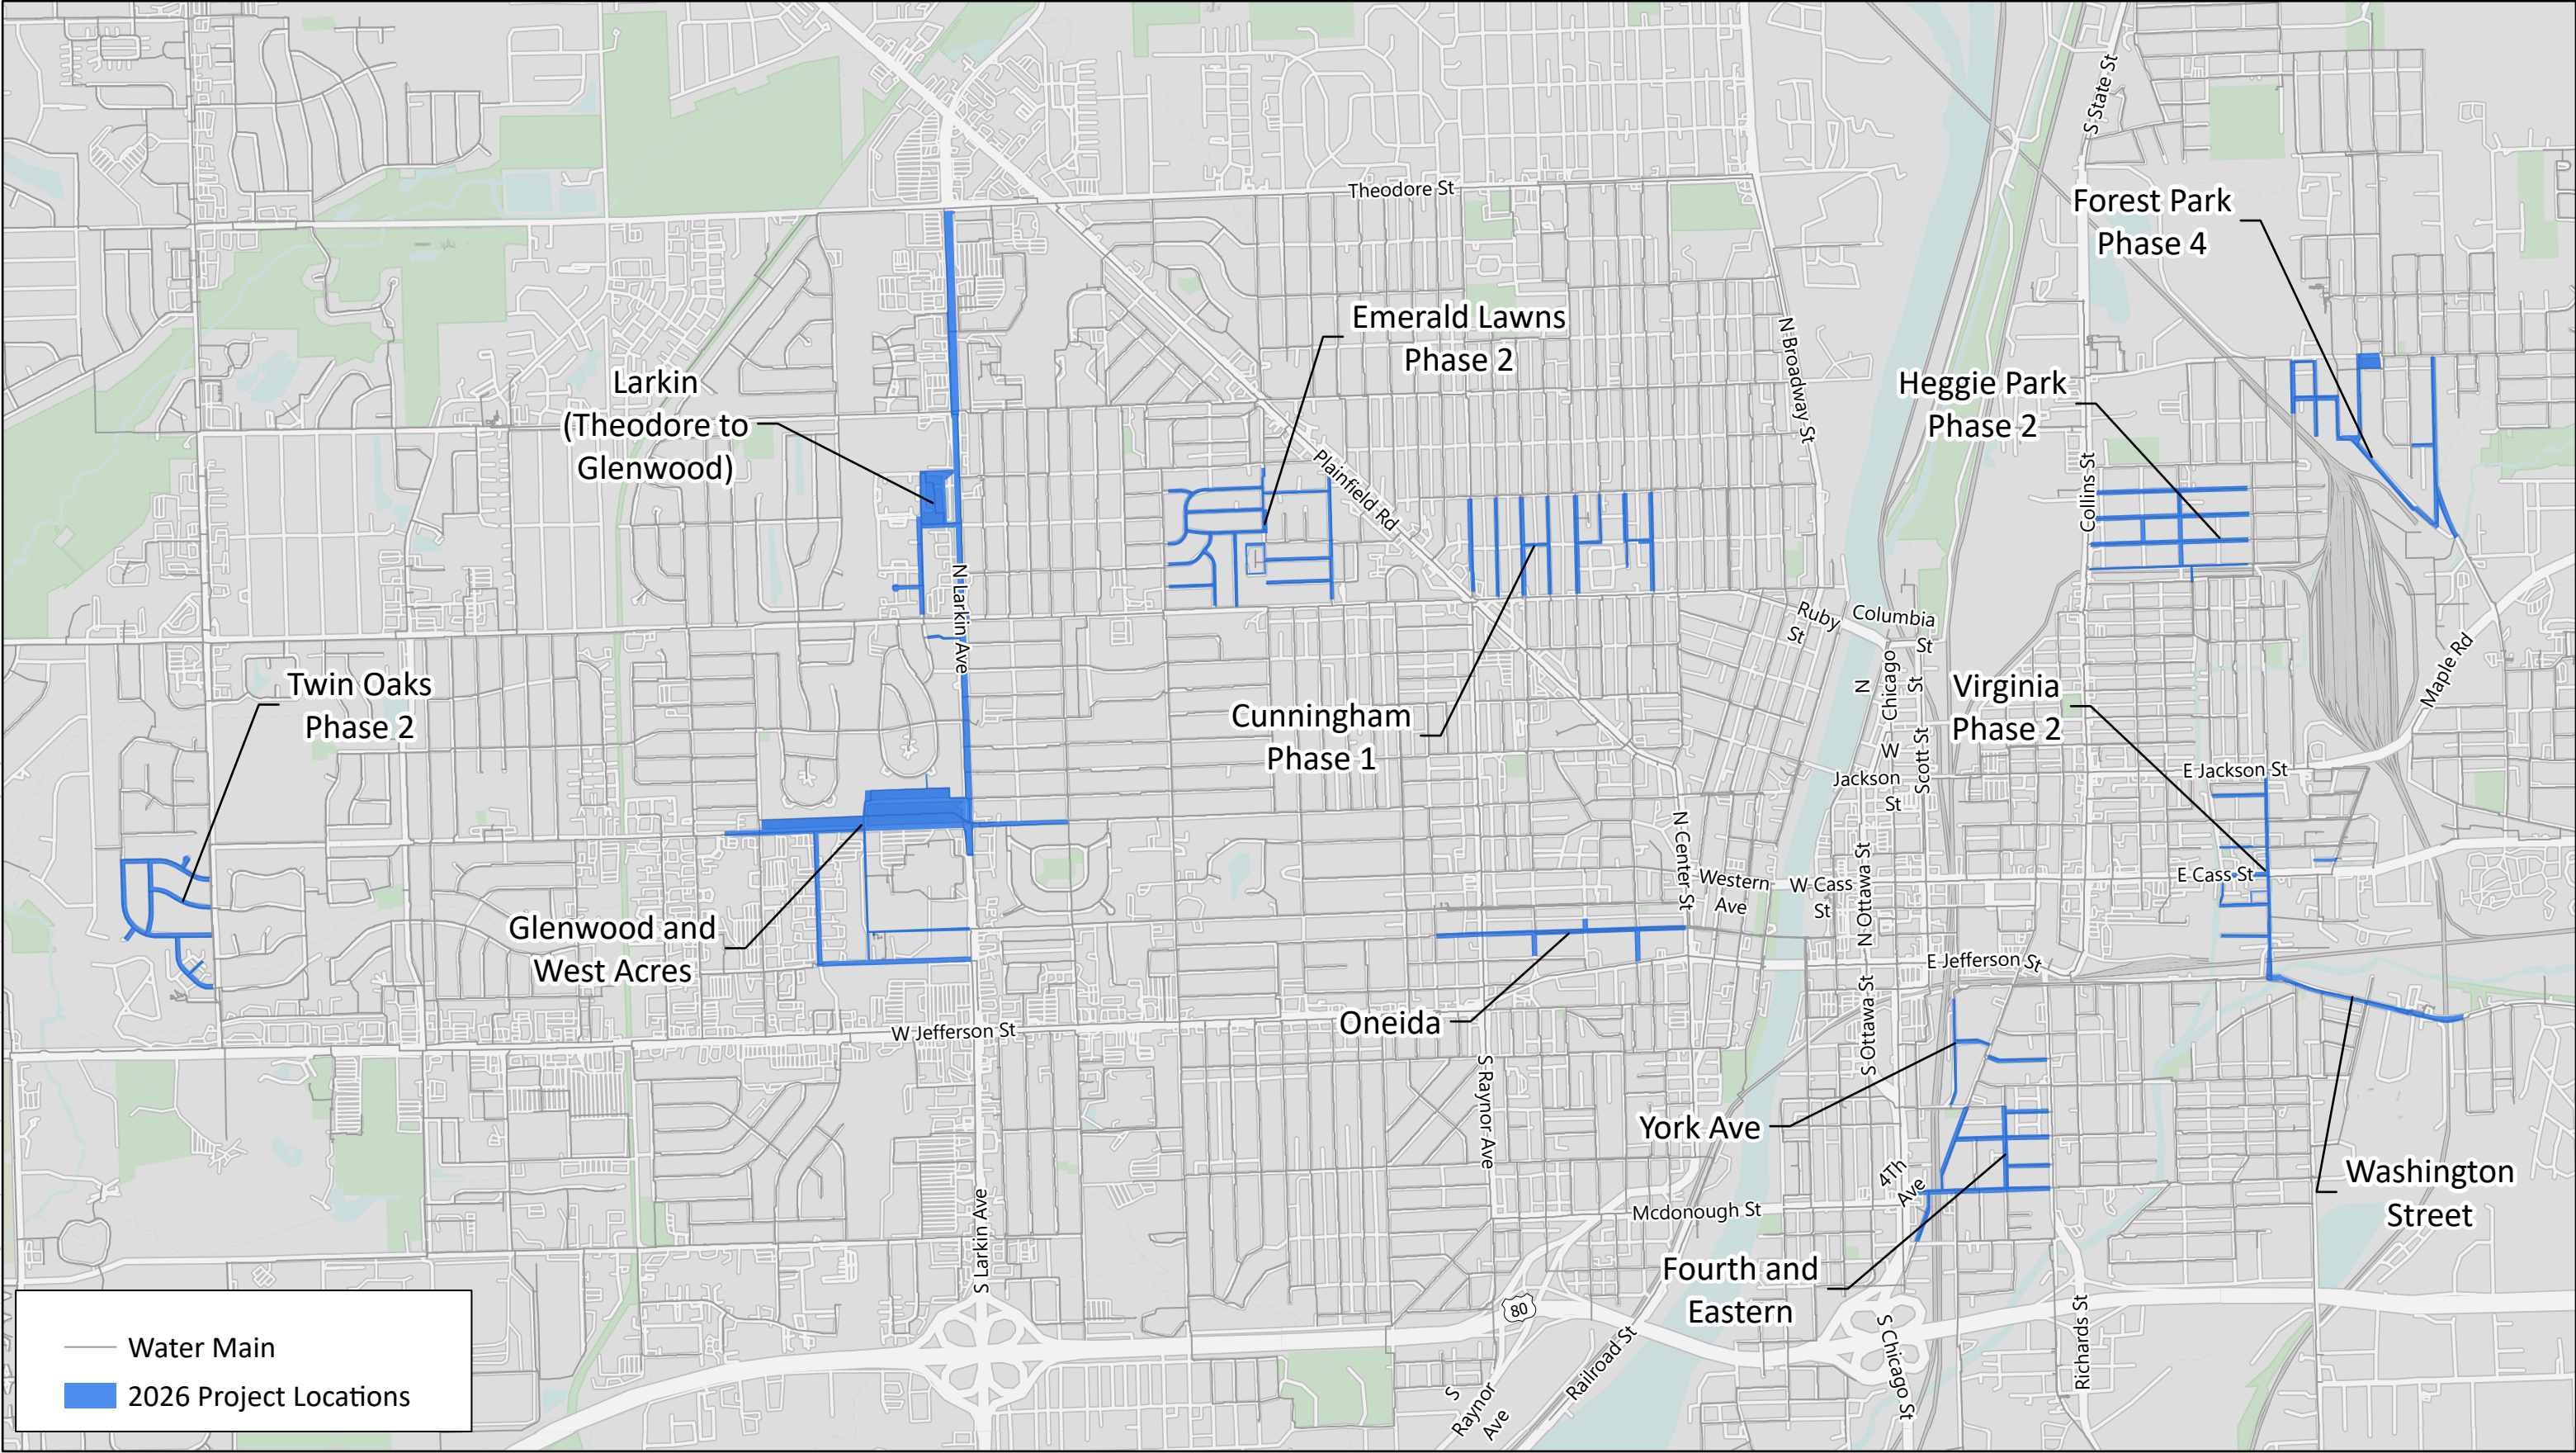 Theodore St
S State St
Forest Park
Phase 4
Emerald Lawns
Phase 2
N Broadway St
Larkin
(Theodore to
Glenwood)
Heggie Park
Phase 2
Plainfield Rd
Collins St
N Larkin Ave
Ruby
St
Columbia
St
N
Chicago
St
Twin Oaks
Phase 2
Cunningham
Phase 1
Virginia
Phase 2
Maple Rd
W
Jackson
St
Scott St
E Jackson St
N Center St
Western
Ave
W Cass
St
N Ottawa St
E Cass St
Glenwood and
West Acres
E Jefferson St
Oneida
W Jefferson St
S Ottawa St
S Raynor Ave
York Ave
4Th
Ave
Washington
Street
Mcdonough St
S Larkin Ave
Fourth and
Eastern
80
Railroad St
S Chicago St
Richards St
S
Raynor
Ave
Water Main
2026 Project Locations